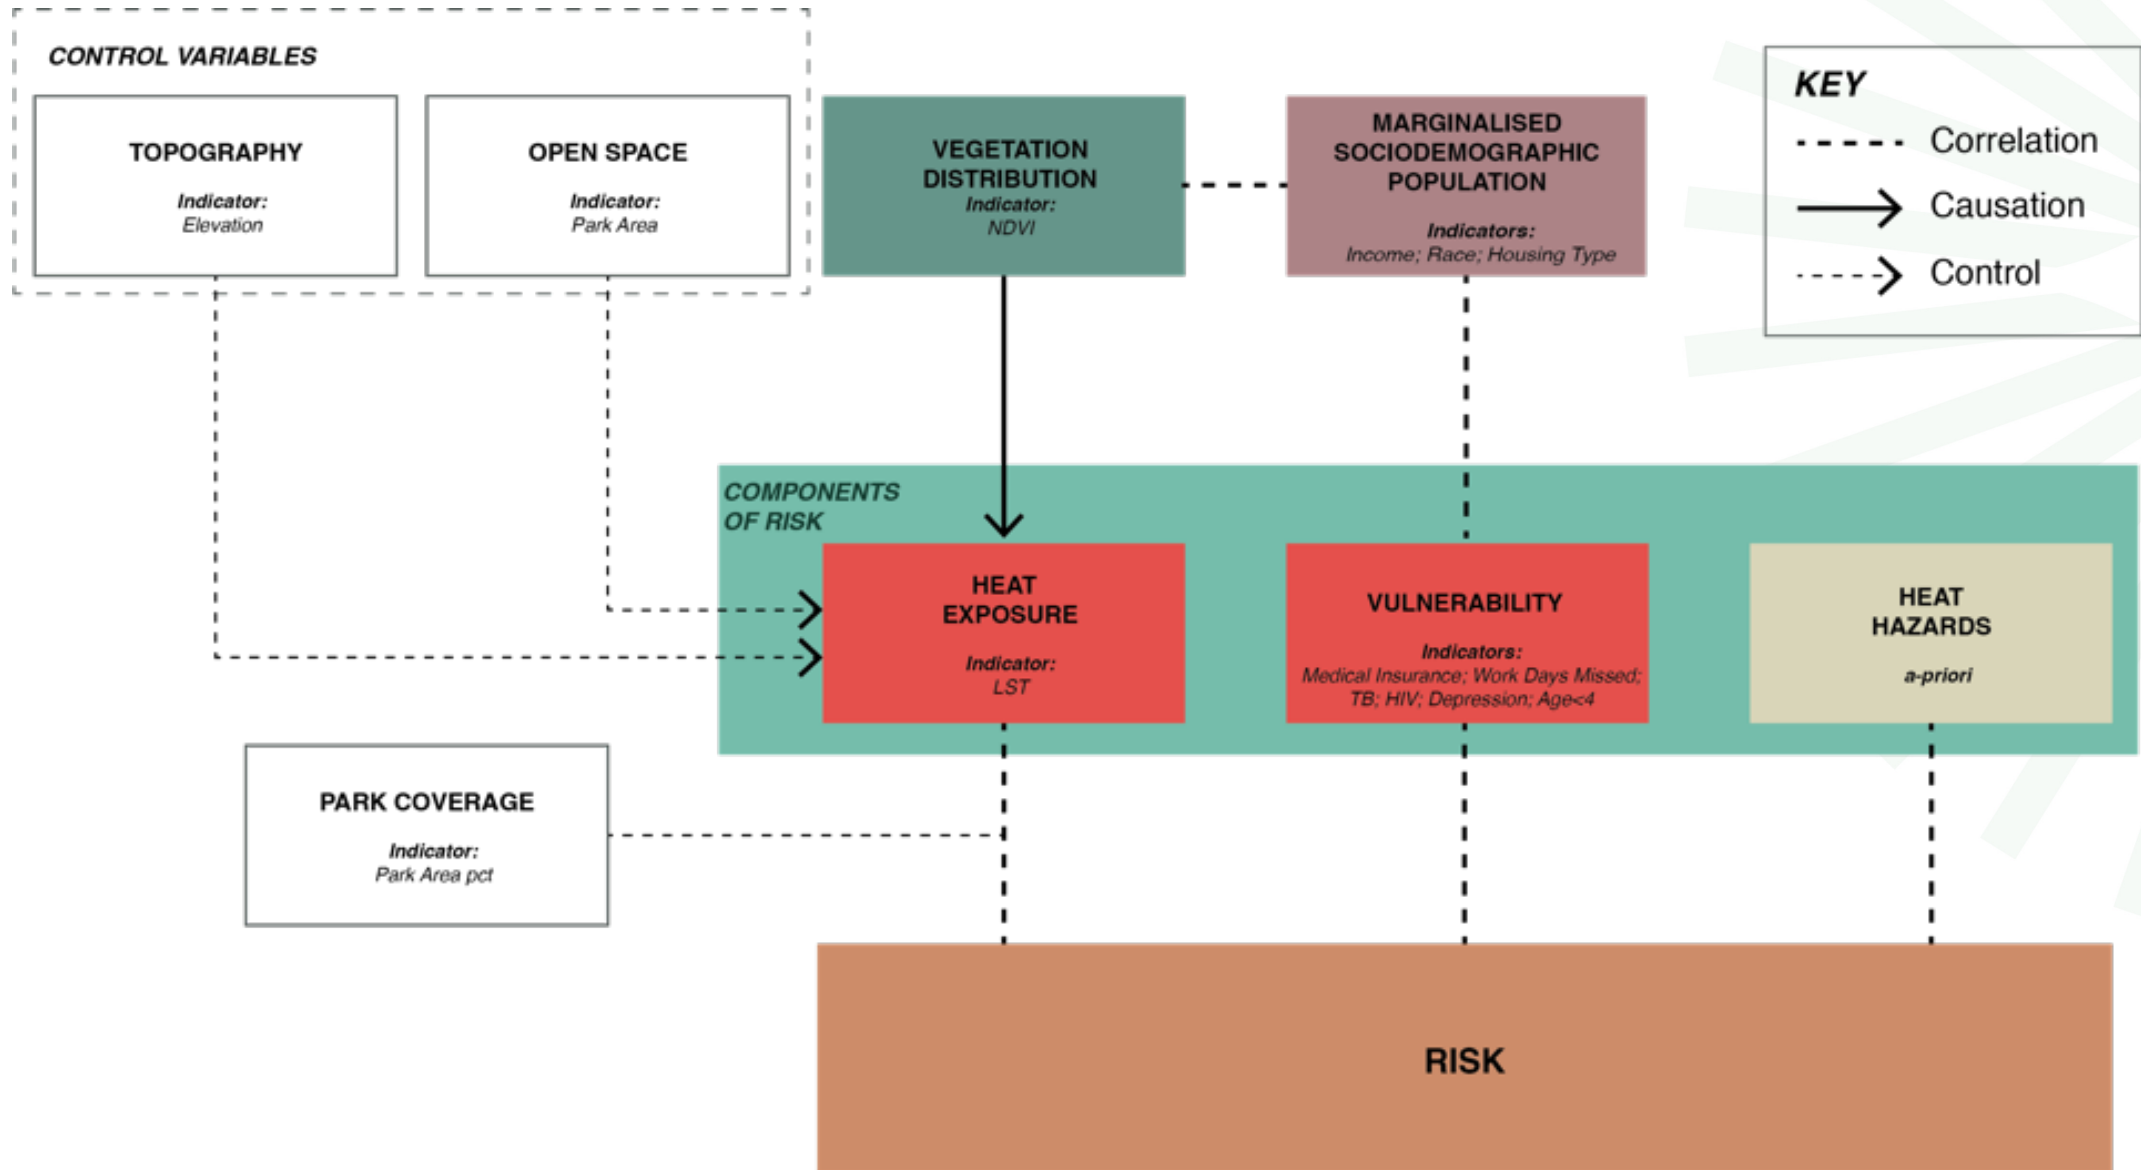 CONTROL VARIABLES
TOPOGRAPHY
Indicator:
Elevation
OPEN SPACE
Indicator:
Park Area
VEGETATION
DISTRIBUTION
Indicator:
NDVI
MARGINALISED
SOCIODEMOGRAPHIC
POPULATION
Indicators:
Income; Race; Housing Type
KEY
Correlation
Causation
Control
COMPONENTS
OF RISK
HEAT
EXPOSURE
Indicator:
LST
VULNERABILITY
Indicators:
Medical Insurance; Work Days Missed;
TB; HIV; Depression; Age<4
HEAT
HAZARDS
a-priori
PARK COVERAGE
Indicator:
Park Area pct
RISK